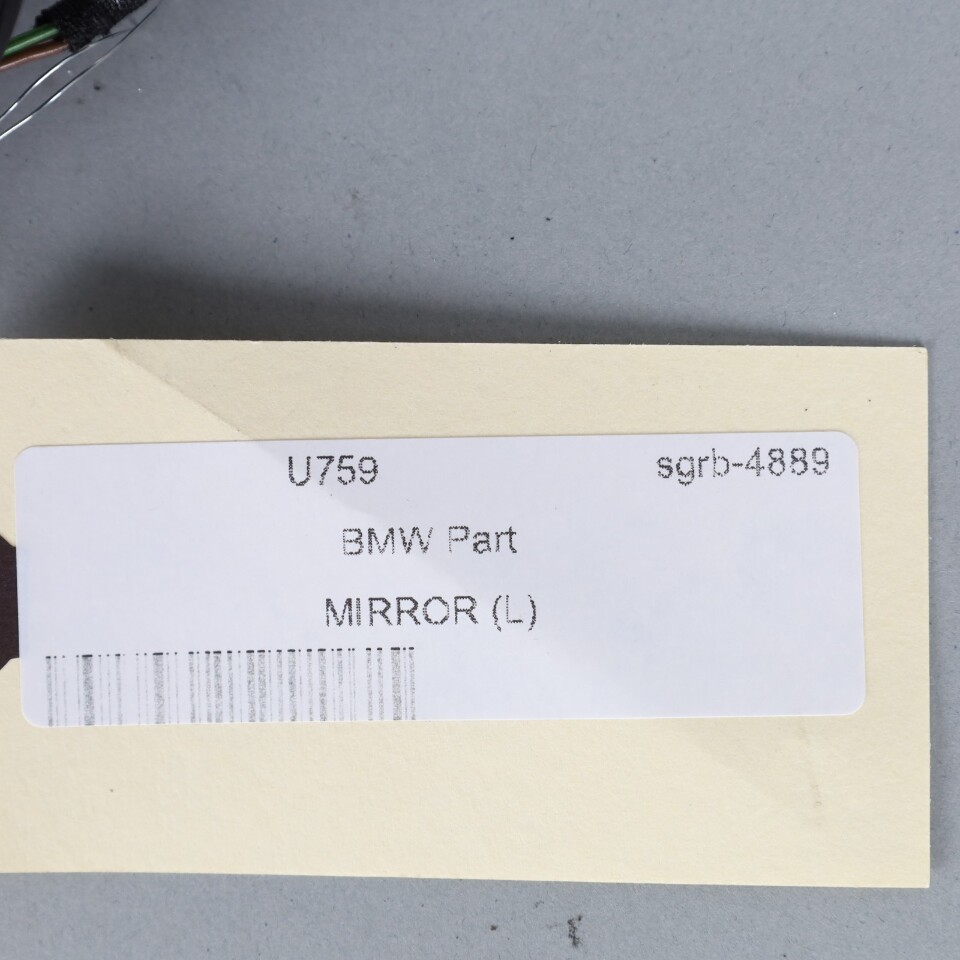 U759 sgrb-4889
BMW Part
MIRROR (L)